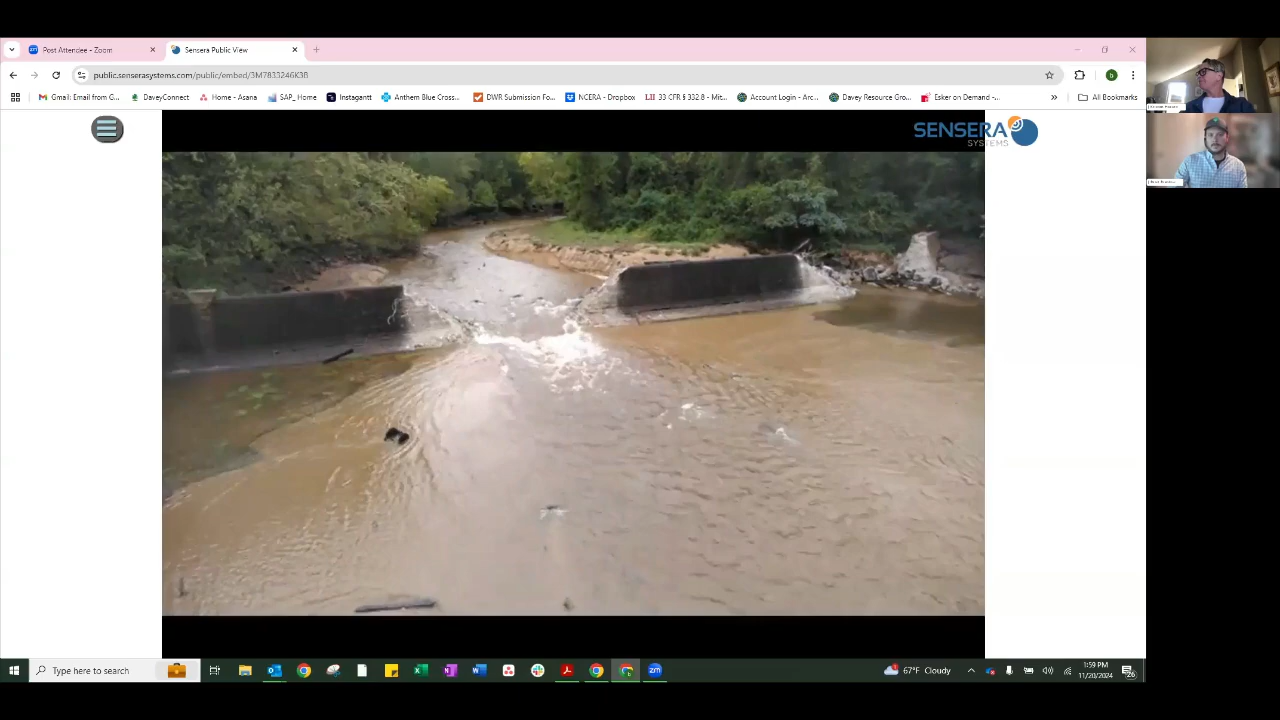 Post Attendee - Zoom
Sensera Public View
public.senserasystems.com/public/embed/3M7833246K3B
Gmail: Email from G...
DaveyConnect
Home - Asana
SAP_Home
Instagantt
Anthem Blue Cross...
DWR Submission Fo...
NCERA - Dropbox
LII 33 CFR § 332.8 - Mit...
Account Login - Arc...
Davey Resource Gro...
Esker on Demand -...
All Bookmarks
SENSERA
SYSTEMS
Type here to search
67°F Cloudy
1:59 PM
11/20/2024